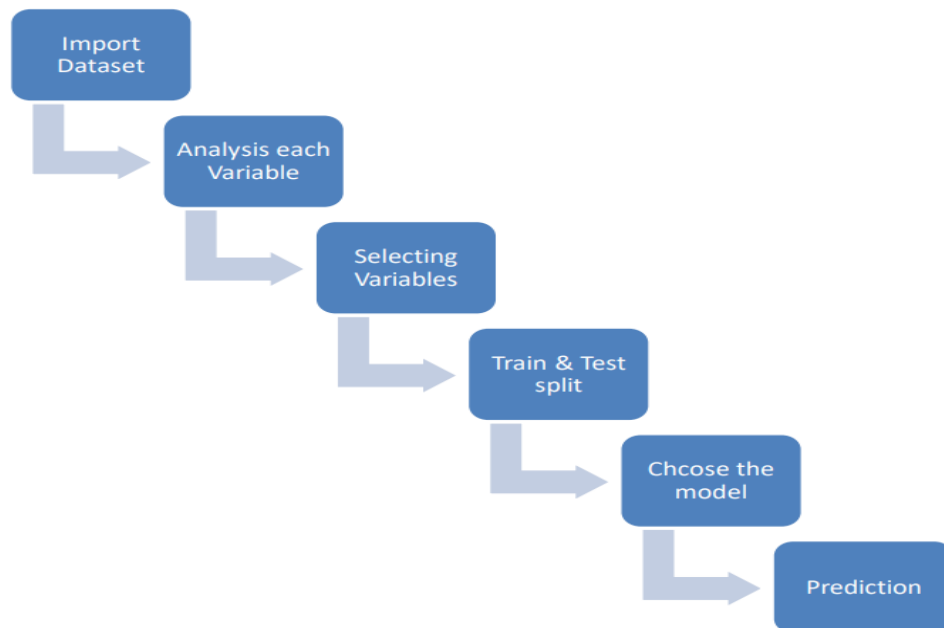 Import
Dataset
Analysis each
Variable
Selecting
Variables
Train & Test
split
Chcose the
model
Prediction